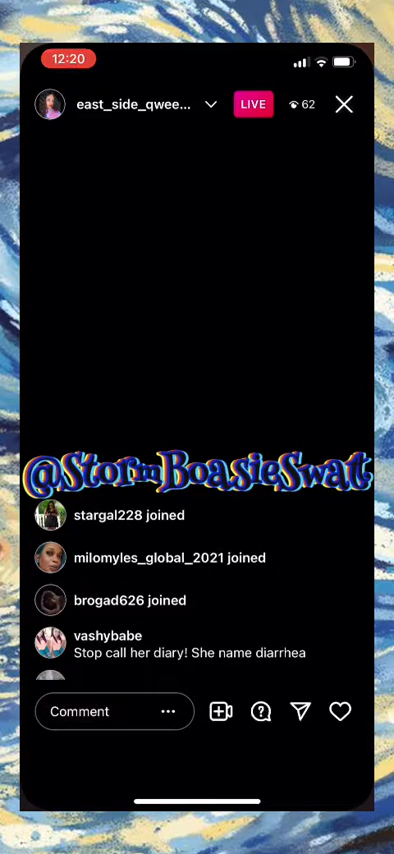 12:20
east_side_qwee...
LIVE
62
@StormBoasieSwat
stargal228 joined
milomyles_global_2021 joined
brogad626 joined
vashybabe
Stop call her diary! She name diarrhea
Comment